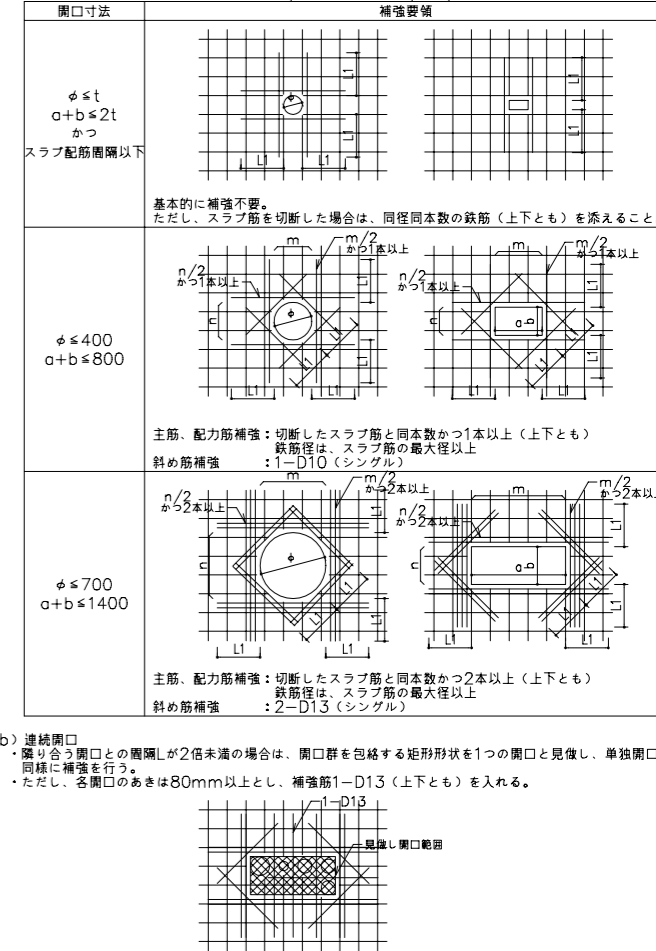 開口寸法
補強要領
φ≦t
a+b≦2t
かつ
スラブ配筋間隔以下
φ
L1
L1
L1
L1
L1
L1
基本的に補強不要。
ただし、スラブ筋を切断した場合は、同径同本数の鉄筋（上下とも）を添えること
φ≦400
a+b≦800
m
m/2
かつ1本以上
n/2
かつ1本以上
n
φ
L1
L1
L1
L1
L1
L1
m
m/2
かつ1本以上
n/2
かつ1本以上
n
a
b
L1
L1
L1
L1
L1
L1
主筋、配力筋補強：切断したスラブ筋と同本数かつ1本以上（上下とも）
鉄筋径は、スラブ筋の最大径以上
斜め筋補強　　　：1−D10（シングル）
φ≦700
a+b≦1400
m
m/2
かつ2本以上
n/2
かつ2本以上
n
φ
L1
L1
L1
L1
L1
L1
m
m/2
かつ2本以
n/2
かつ2本以上
n
a
b
L1
L1
L1
L1
L1
L1
主筋、配力筋補強：切断したスラブ筋と同本数かつ2本以上（上下とも）
鉄筋径は、スラブ筋の最大径以上
斜め筋補強　　　：2−D13（シングル）
b）連続開口
・隣り合う開口との間隔Lが2倍未満の場合は、開口群を包絡する矩形形状を1つの開口と見做し、単独開口
同様に補強を行う。
・ただし、各開口のあきは80mm以上とし、補強筋1−D13（上下とも）を入れる。
1−D13
見做し開口範囲